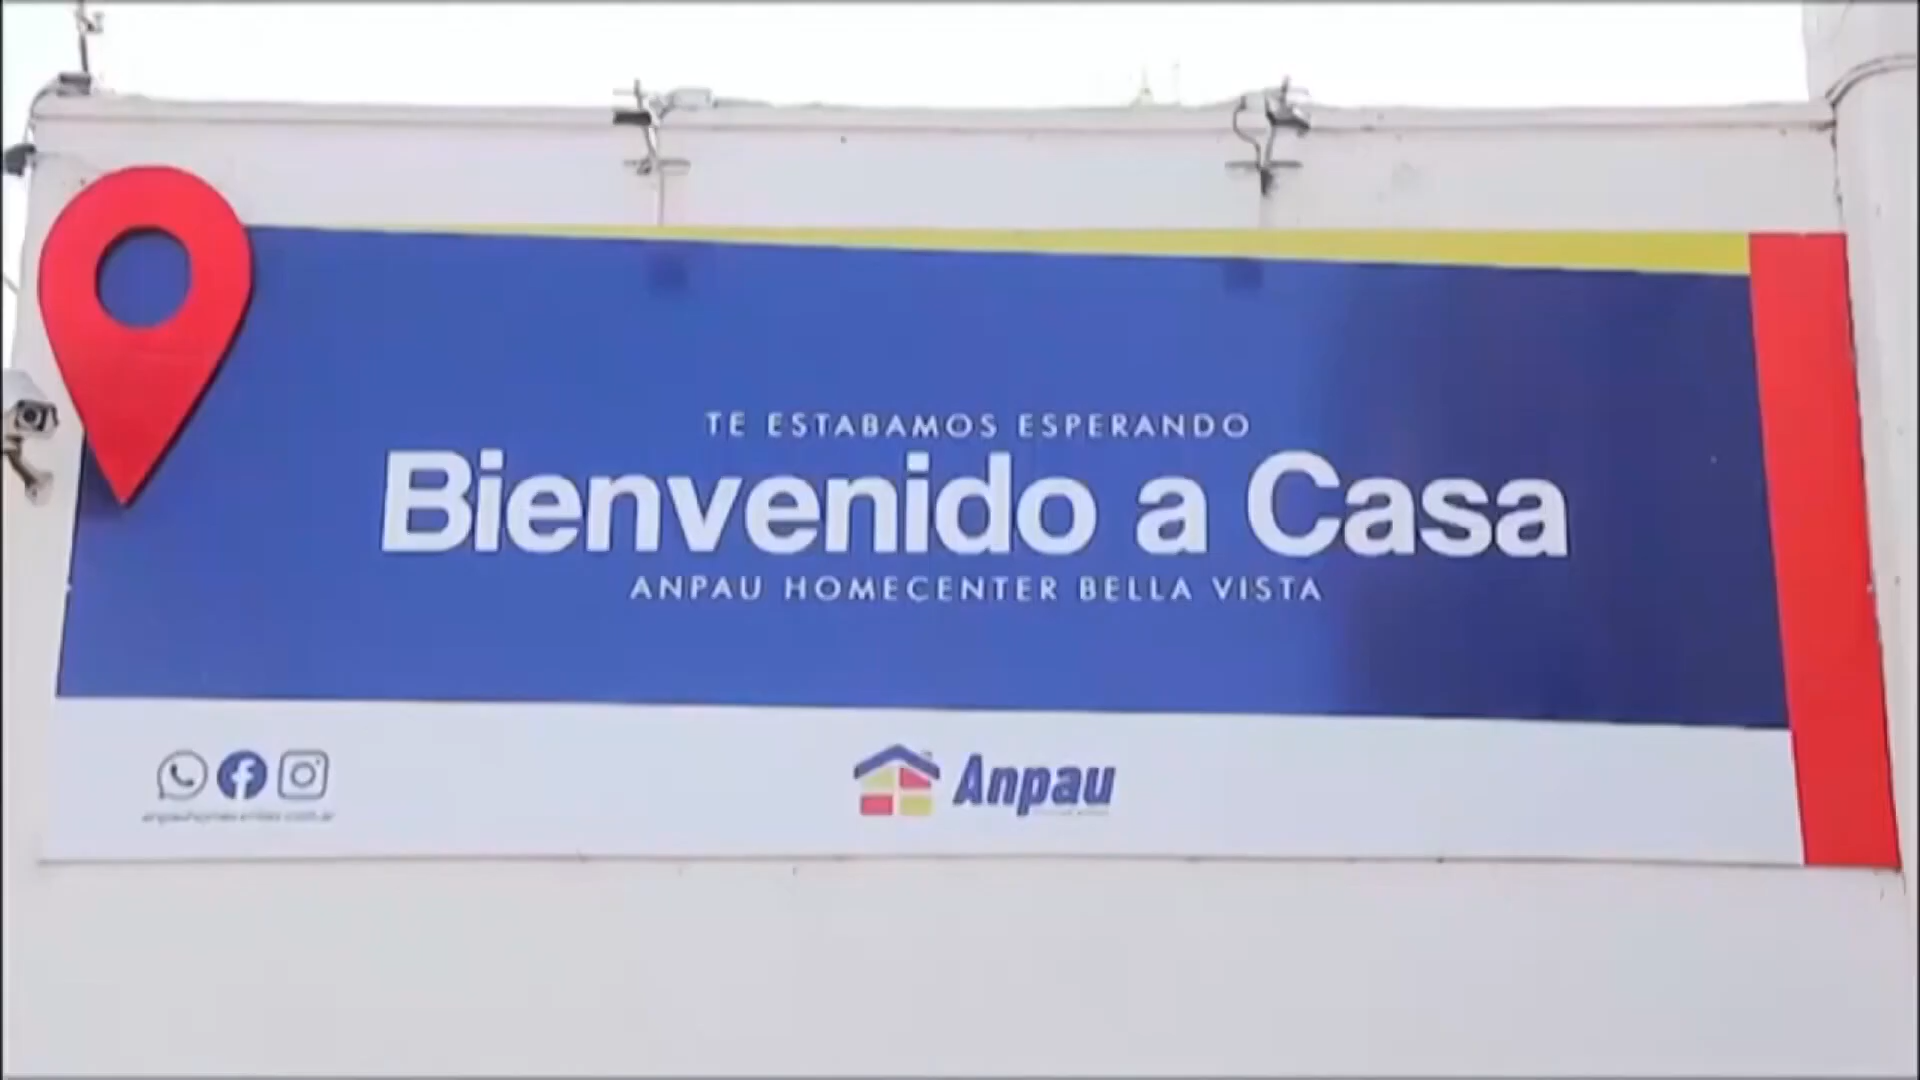 TE ESTABAMOS ESPERANDO
Bienvenido a Casa
ANPAU HOMECENTER BELLA VISTA
Anpau